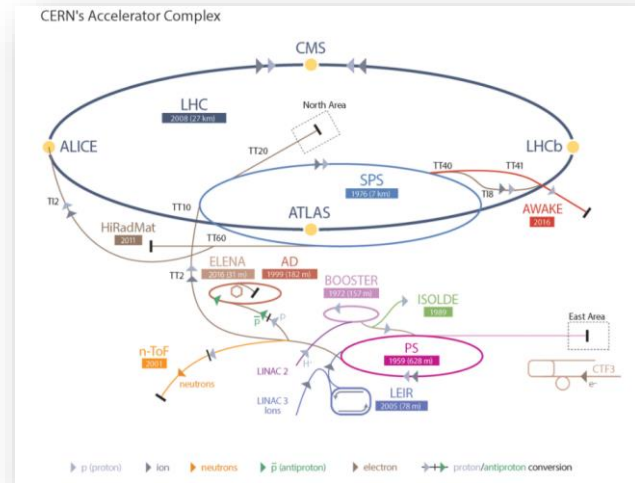 CERN's Accelerator Complex
CMS
LHC
2008 (27 km)
North Area
ALICE
LHCb
TT20
TT40
TT41
SPS
1976 (7 km)
TI2
TT10
TI8
ATLAS
AWAKE
2016
HiRadMat
2011
TT60
ELENA
AD
2016 (31 m)
1999 (182 m)
TT2
BOOSTER
1972 (157 m)
ISOLDE
1989
p
p̄
East Area
n-ToF
2001
PS
1959 (628 m)
H⁻
LINAC 2
neutrons
CTF3
e⁻
LINAC 3
Ions
LEIR
2005 (78 m)
p (proton)
ion
neutrons
p̄ (antiproton)
electron
proton/antiproton conversion